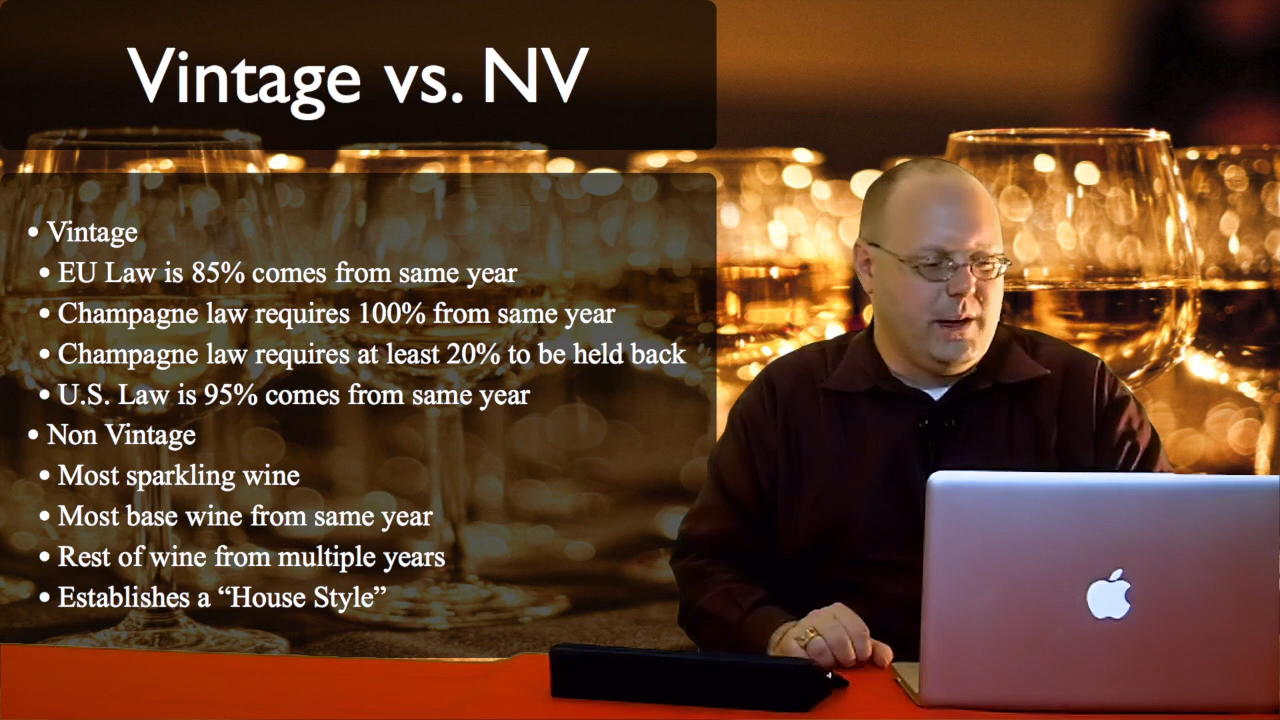 Vintage vs. NV
• Vintage
• EU Law is 85% comes from same year
• Champagne law requires 100% from same year
• Champagne law requires at least 20% to be held back
• U.S. Law is 95% comes from same year
• Non Vintage
• Most sparkling wine
• Most base wine from same year
• Rest of wine from multiple years
• Establishes a “House Style”